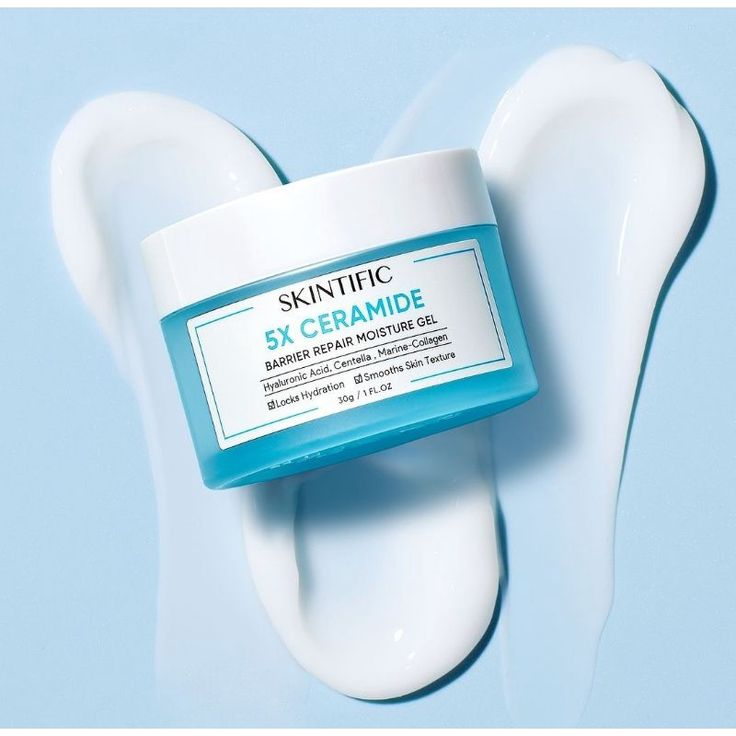 SKINTIFIC
5X CERAMIDE
BARRIER REPAIR MOISTURE GEL
Hyaluronic Acid, Centella , Marine-Collagen
☑Locks Hydration ☑Smooths Skin Texture
30g / 1 FL.OZ